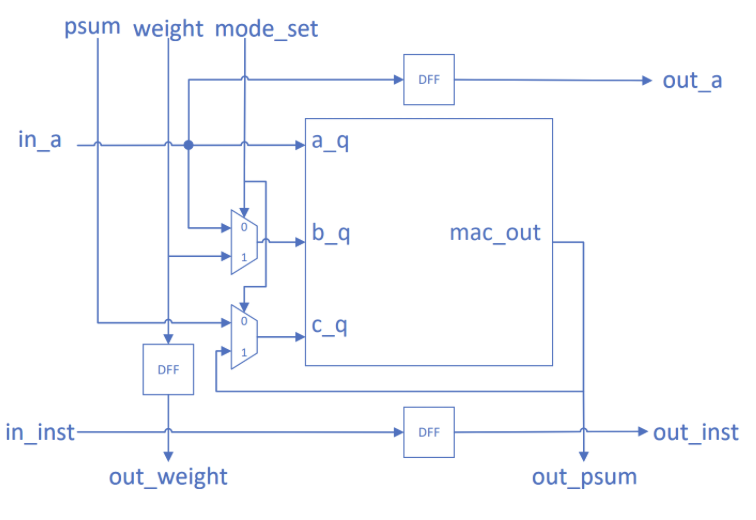 psum weight mode_set
DFF
out_a
in_a
a_q
0
b_q
mac_out
1
c_q
0
1
DFF
in_inst
DFF
out_inst
out_weight
out_psum